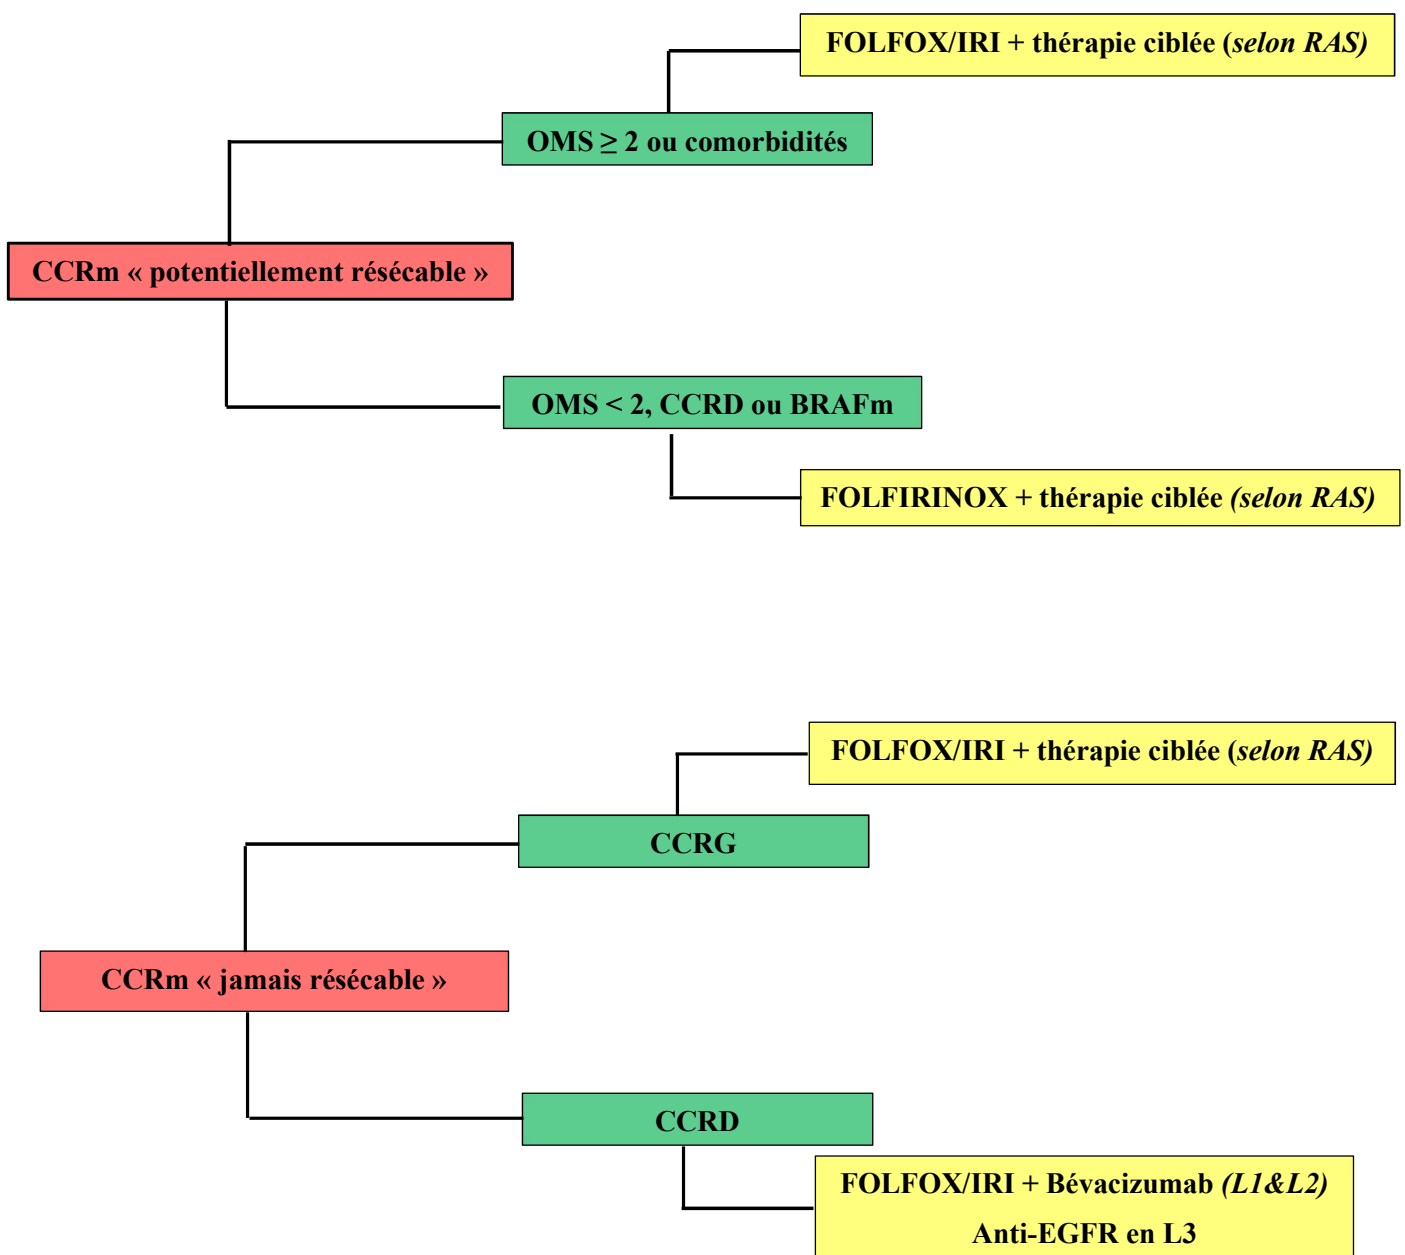 FOLFOX/IRI + thérapie ciblée (selon RAS)
OMS ≥ 2 ou comorbidités
CCRm « potentiellement résécable »
OMS < 2, CCRD ou BRAFm
FOLFIRINOX + thérapie ciblée (selon RAS)
FOLFOX/IRI + thérapie ciblée (selon RAS)
CCRG
CCRm « jamais résécable »
CCRD
FOLFOX/IRI + Bévacizumab (L1&L2)
Anti-EGFR en L3